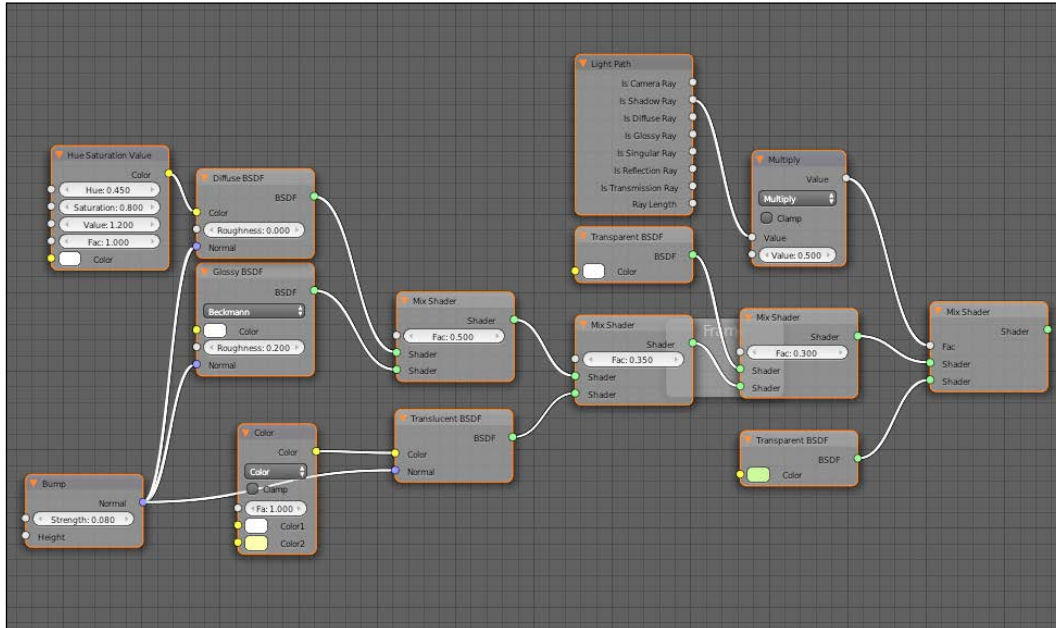 Hue Saturation Value
Color
Hue: 0.450
Saturation: 0.800
Value: 1.200
Fac: 1.000
Color
Diffuse BSDF
BSDF
Color
Roughness: 0.000
Normal
Glossy BSDF
BSDF
Beckmann
Color
Roughness: 0.200
Normal
Bump
Normal
Strength: 0.080
Height
Color
Color
Color
Clamp
Fa: 1.000
Color1
Color2
Mix Shader
Shader
Fac: 0.500
Shader
Shader
Translucent BSDF
BSDF
Color
Normal
Light Path
Is Camera Ray
Is Shadow Ray
Is Diffuse Ray
Is Glossy Ray
Is Singular Ray
Is Reflection Ray
Is Transmission Ray
Ray Length
Transparent BSDF
BSDF
Color
Mix Shader
Shader
Fac: 0.350
Shader
Shader
Multiply
Value
Multiply
Clamp
Value
Value: 0.500
Mix Shader
Shader
Fac: 0.300
Shader
Shader
Transparent BSDF
BSDF
Color
Mix Shader
Shader
Fac
Shader
Shader